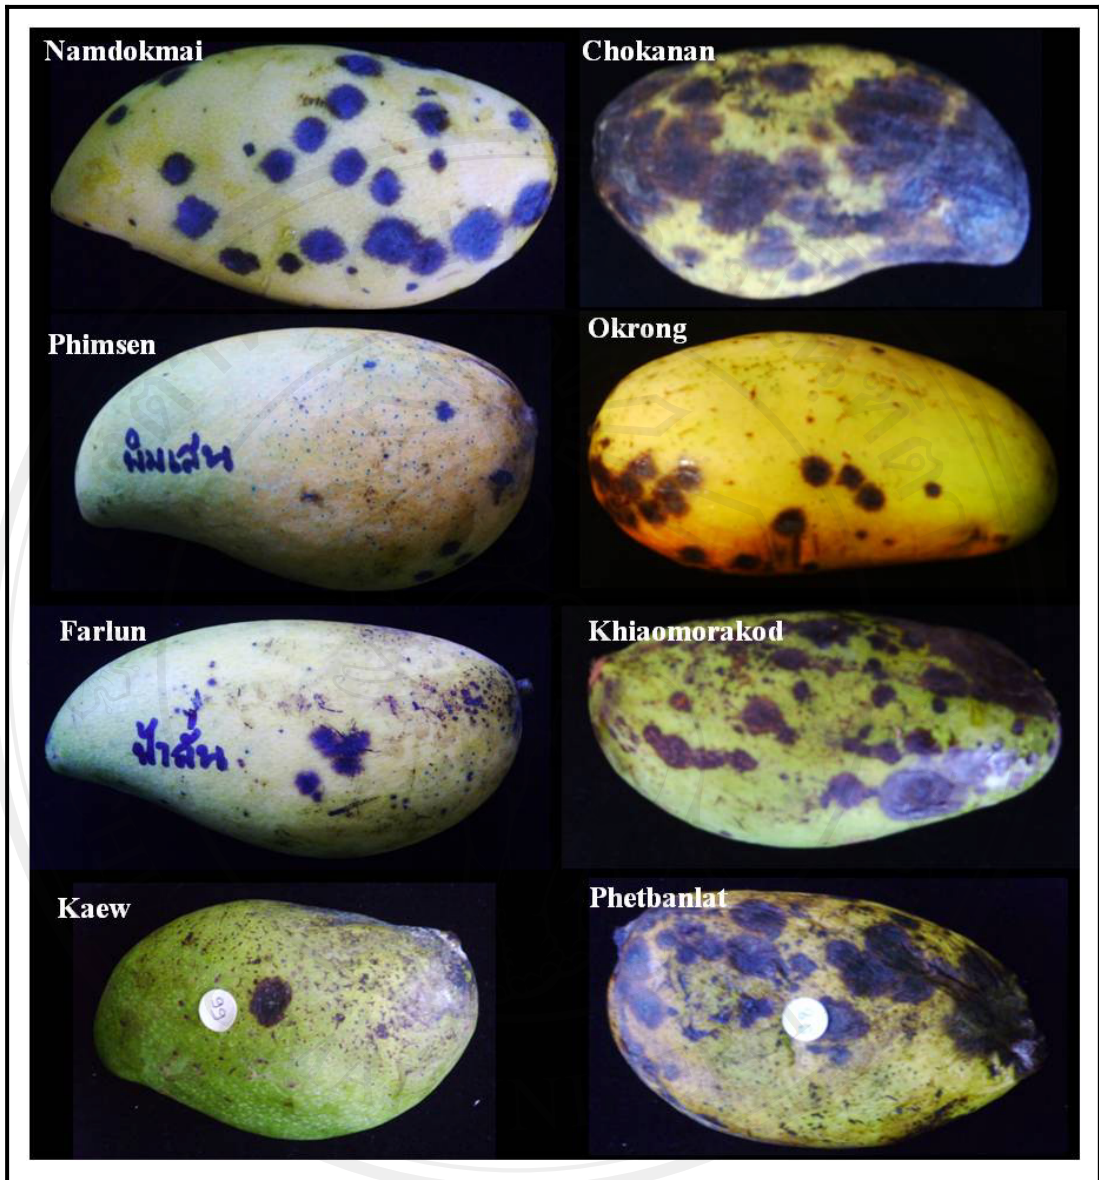 Namdokmai
Chokanan
Phimsen
Okrong
พิมเสน
Farlun
Khiaomorakod
ฟ้าลั่น
Kaew
Phetbanlat